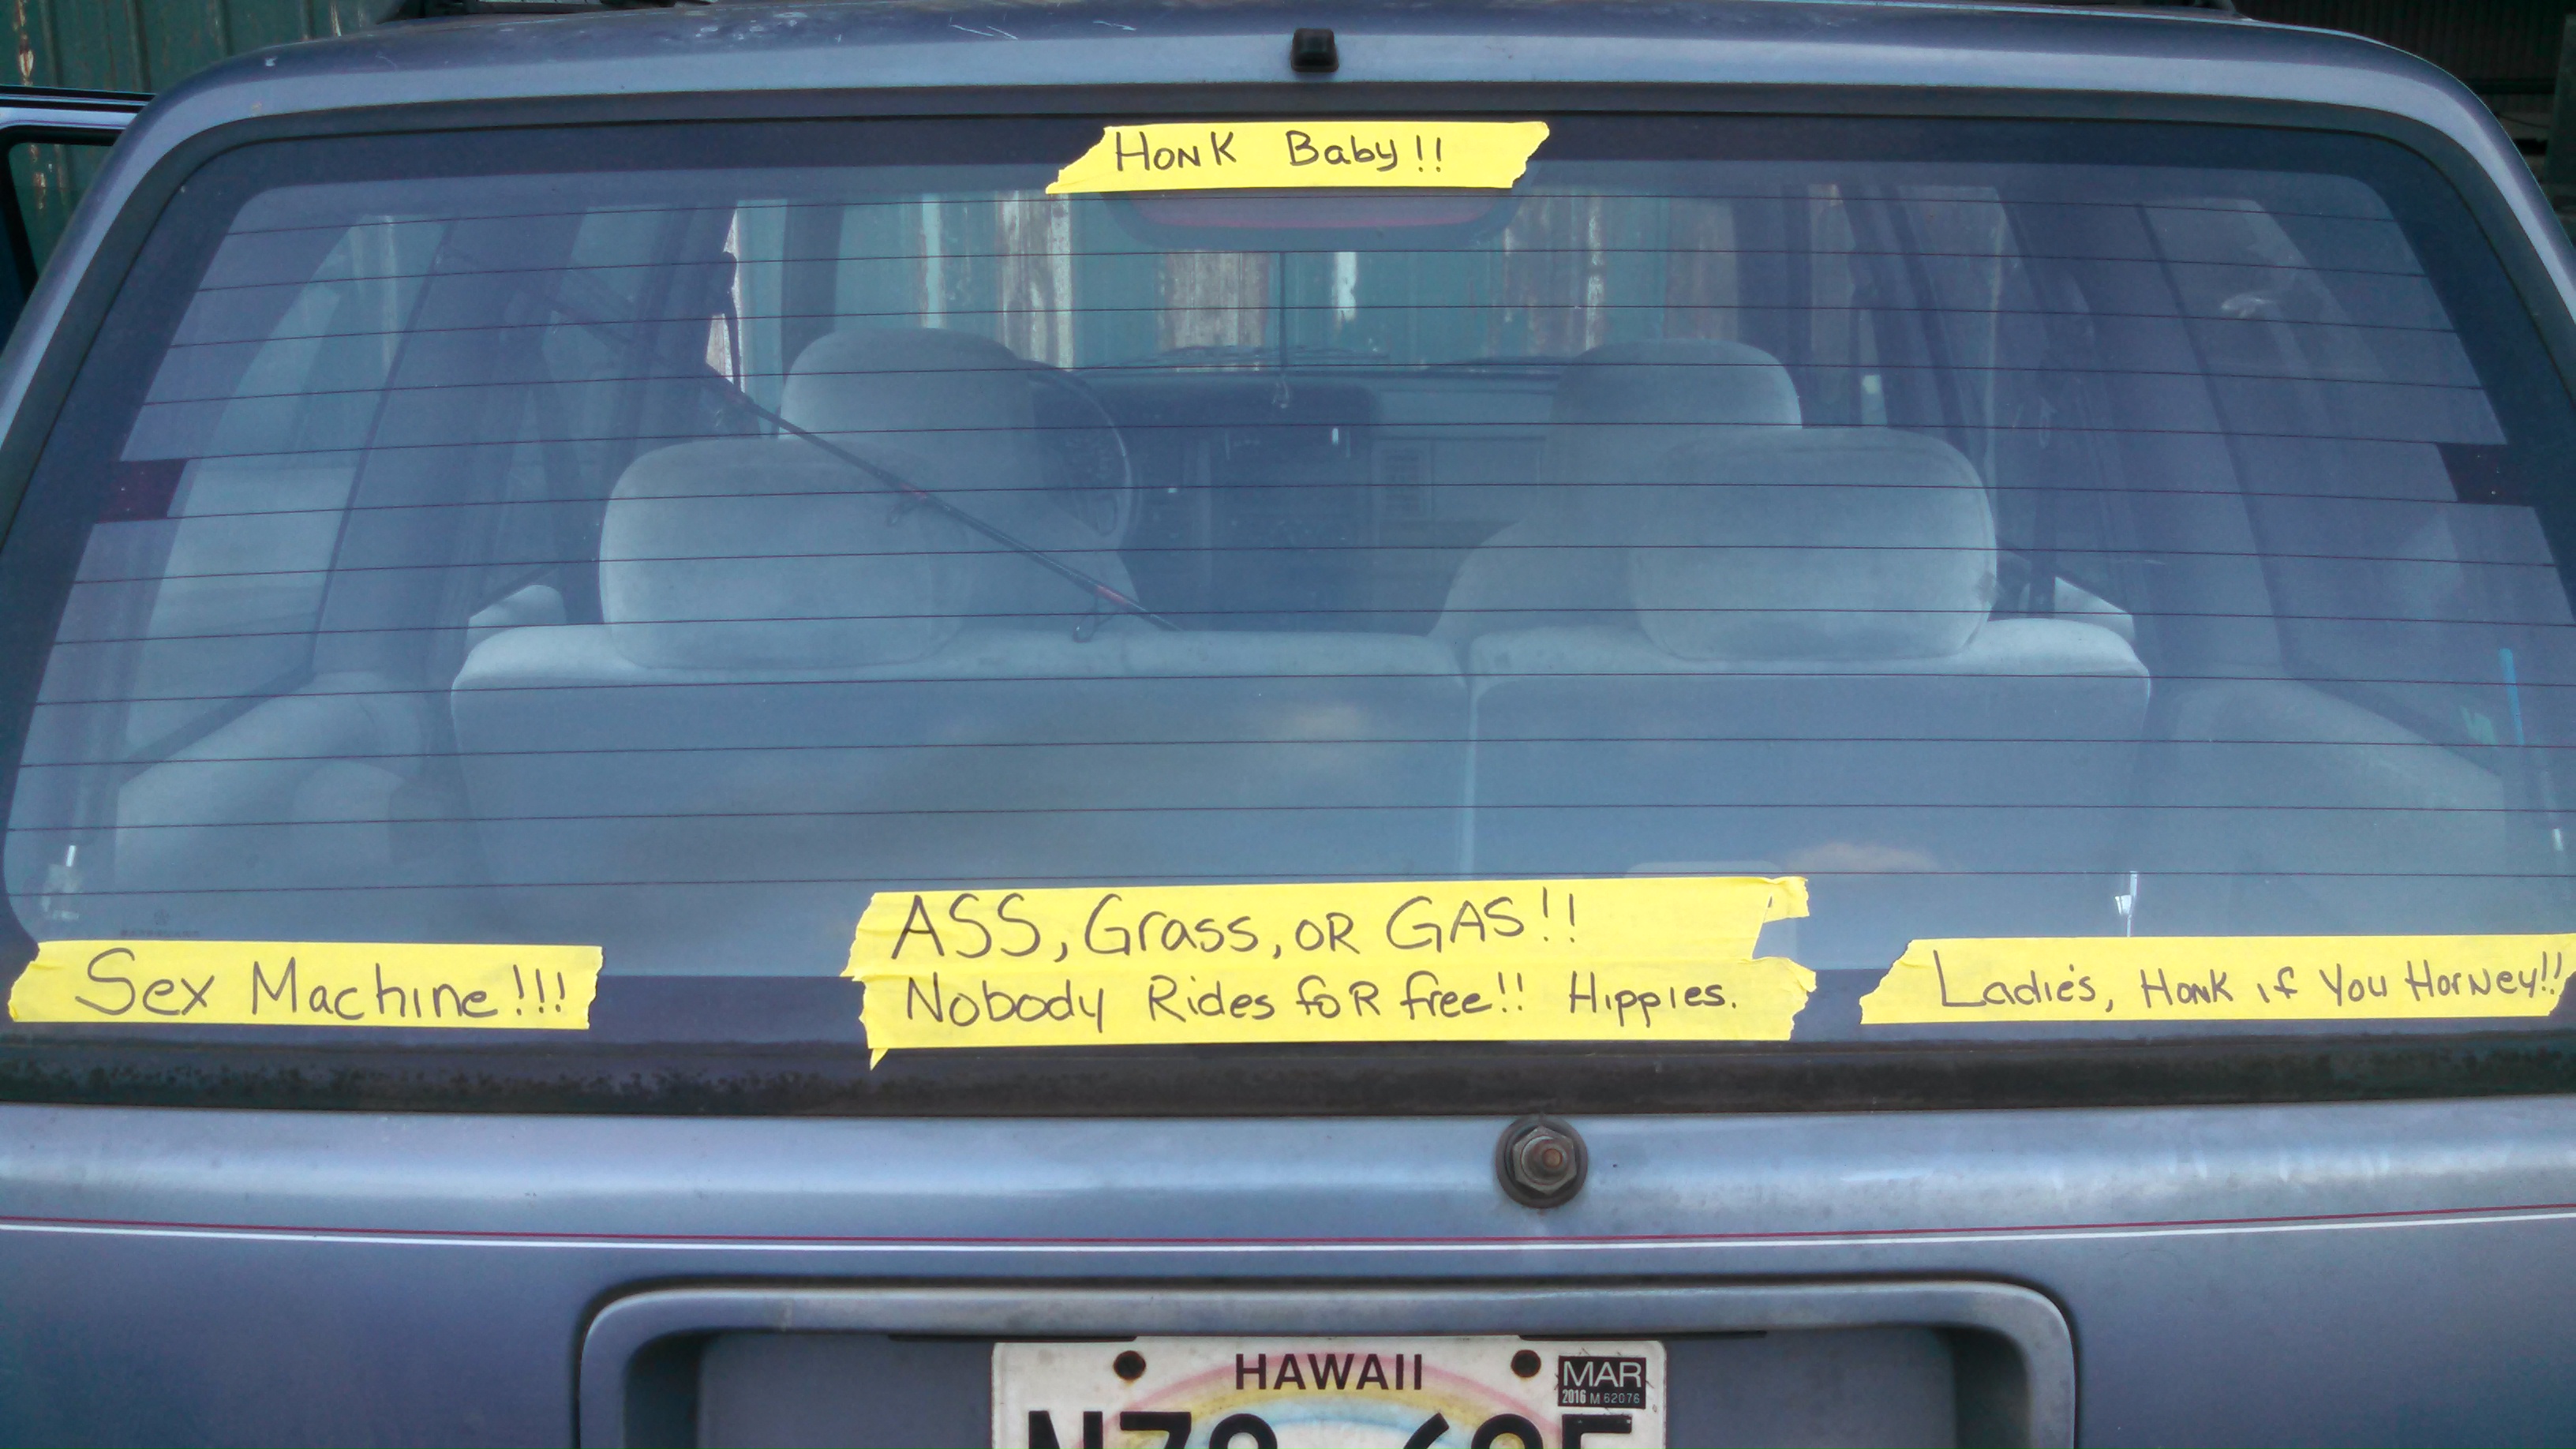 HONK Baby!!
Sex Machine!!!
ASS, Grass, OR GAS!!
Nobody Rides foR free!! Hippies.
Ladie's, Honk if You Horney!!
HAWAII
MAR
2016 M 62076